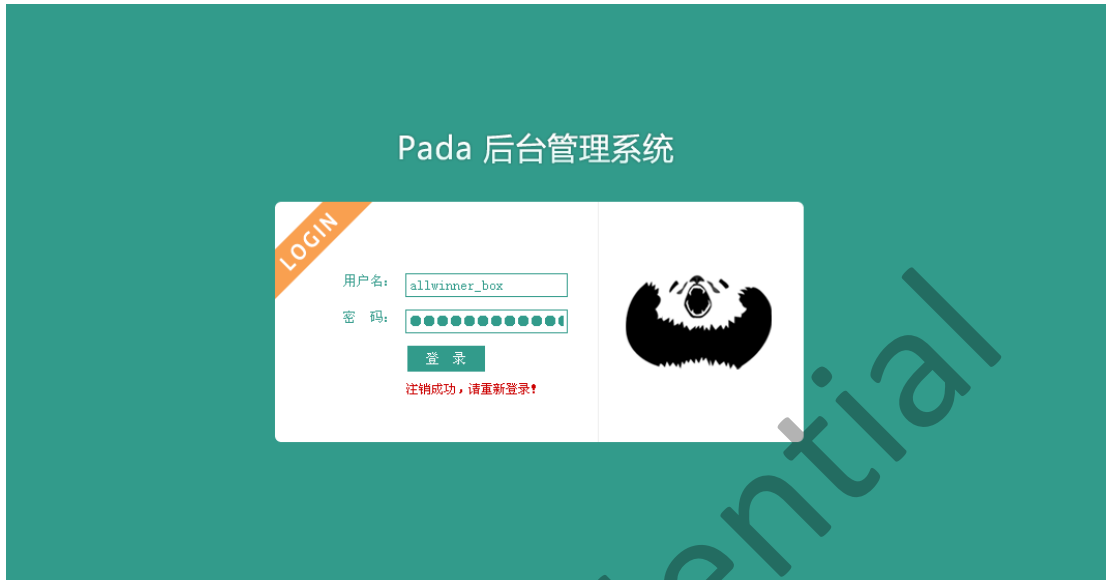 Pada 后台管理系统
LOGIN
用户名：
allwinner_box
密 码：
登 录
注销成功，请重新登录!